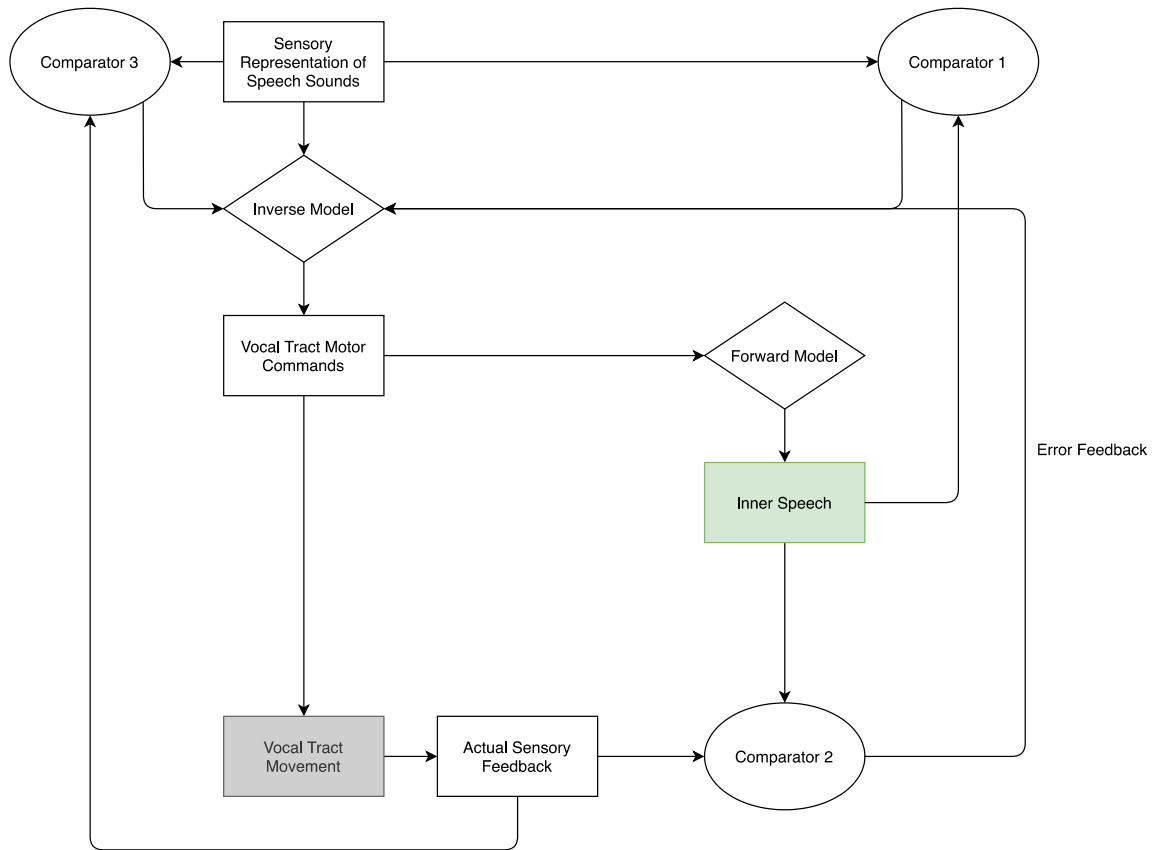 Comparator 3
Sensory
Representation of
Speech Sounds
Comparator 1
Inverse Model
Vocal Tract Motor
Commands
Forward Model
Error Feedback
Inner Speech
Vocal Tract
Movement
Actual Sensory
Feedback
Comparator 2